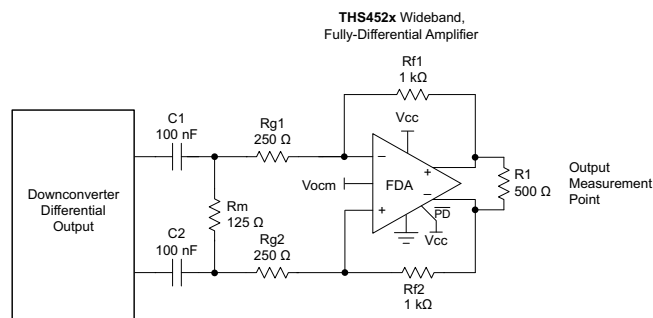 THS452x Wideband,
Fully-Differential Amplifier
Rf1
1 kΩ
C1
100 nF
Rg1
250 Ω
Vcc
−
+
Vocm
FDA
R1
500 Ω
Output
Measurement
Point
Downconverter
Differential
Output
Rm
125 Ω
−
+
PD
Vcc
C2
100 nF
Rg2
250 Ω
Rf2
1 kΩ